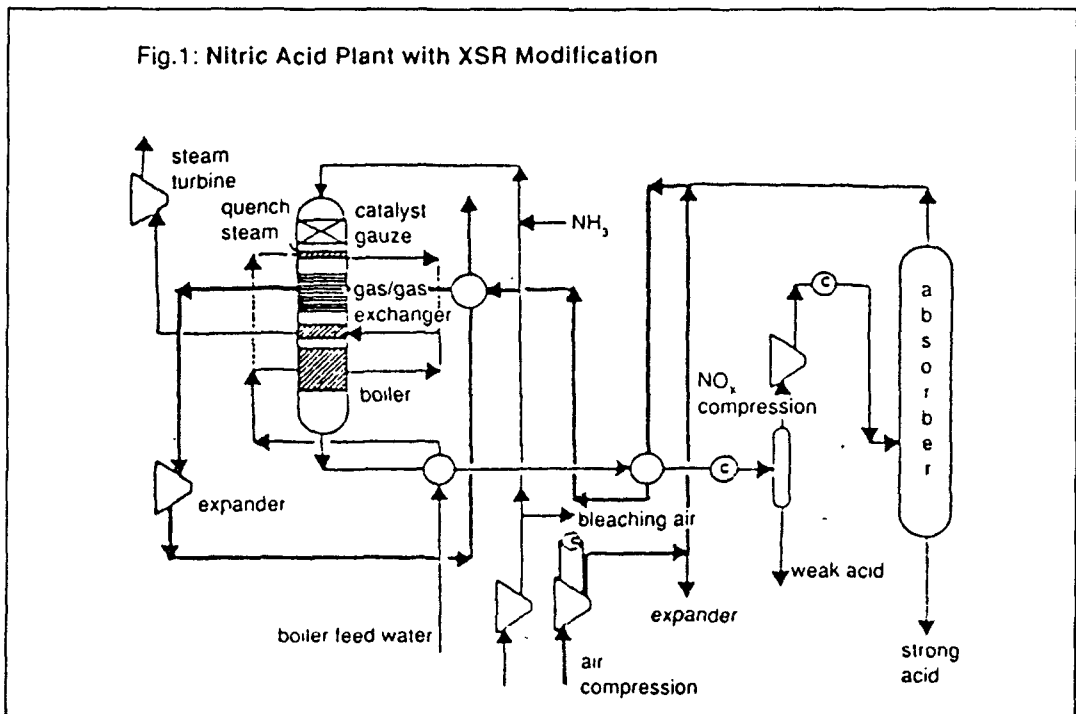 Fig.1: Nitric Acid Plant with XSR Modification
steam
turbine
quench
steam
catalyst
gauze
NH₃
gas/gas
exchanger
boiler
expander
boiler feed water
bleaching air
c
air
compression
expander
NOₓ
compression
c
c
weak acid
absorber
strong
acid